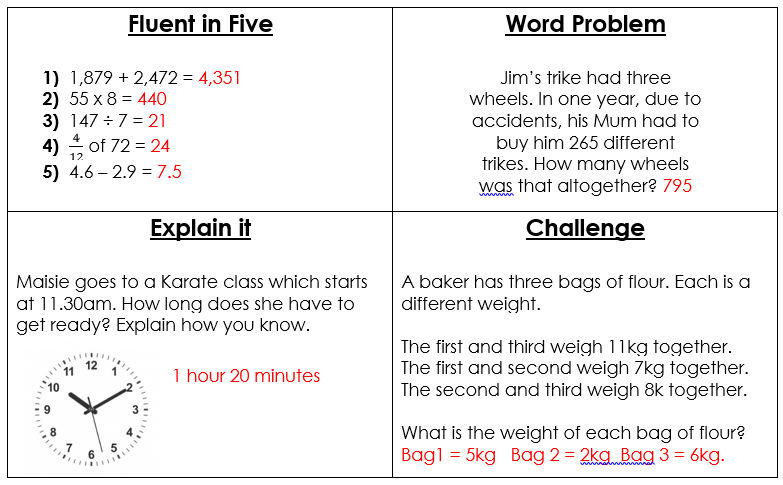 Fluent in Five
1) 1,879 + 2,472 = 4,351
2) 55 x 8 = 440
3) 147 ÷ 7 = 21
4) 4/12 of 72 = 24
5) 4.6 – 2.9 = 7.5
Word Problem
Jim’s trike had three
wheels. In one year, due to
accidents, his Mum had to
buy him 265 different
trikes. How many wheels
was that altogether? 795
Explain it
Maisie goes to a Karate class which starts
at 11.30am. How long does she have to
get ready? Explain how you know.
12
11 1
10 2
9 3
8 4
7 5
6
1 hour 20 minutes
Challenge
A baker has three bags of flour. Each is a
different weight.
The first and third weigh 11kg together.
The first and second weigh 7kg together.
The second and third weigh 8k together.
What is the weight of each bag of flour?
Bag1 = 5kg Bag 2 = 2kg Bag 3 = 6kg.